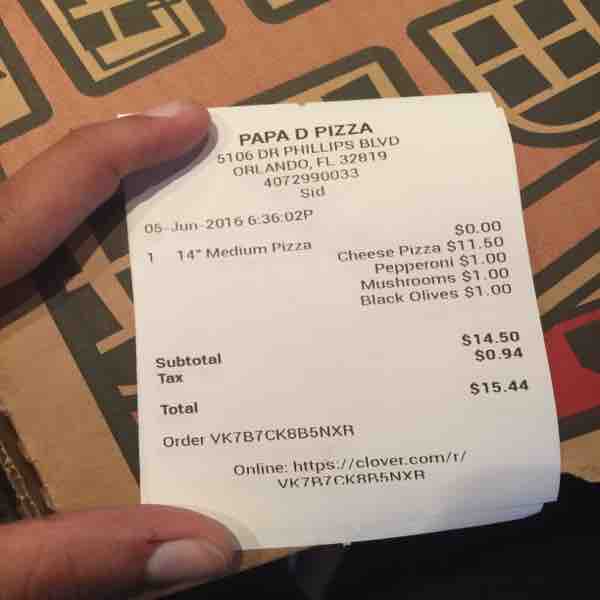 PAPA D PIZZA
5106 DR PHILLIPS BLVD
ORLANDO, FL 32819
4072990033
Sid
05-Jun-2016 6:36:02P
1 14" Medium Pizza $0.00
Cheese Pizza $11.50
Pepperoni $1.00
Mushrooms $1.00
Black Olives $1.00
Subtotal $14.50
Tax $0.94
Total $15.44
Order VK7B7CK8B5NXR
Online: https://clover.com/r/
VK7B7CK8B5NXR